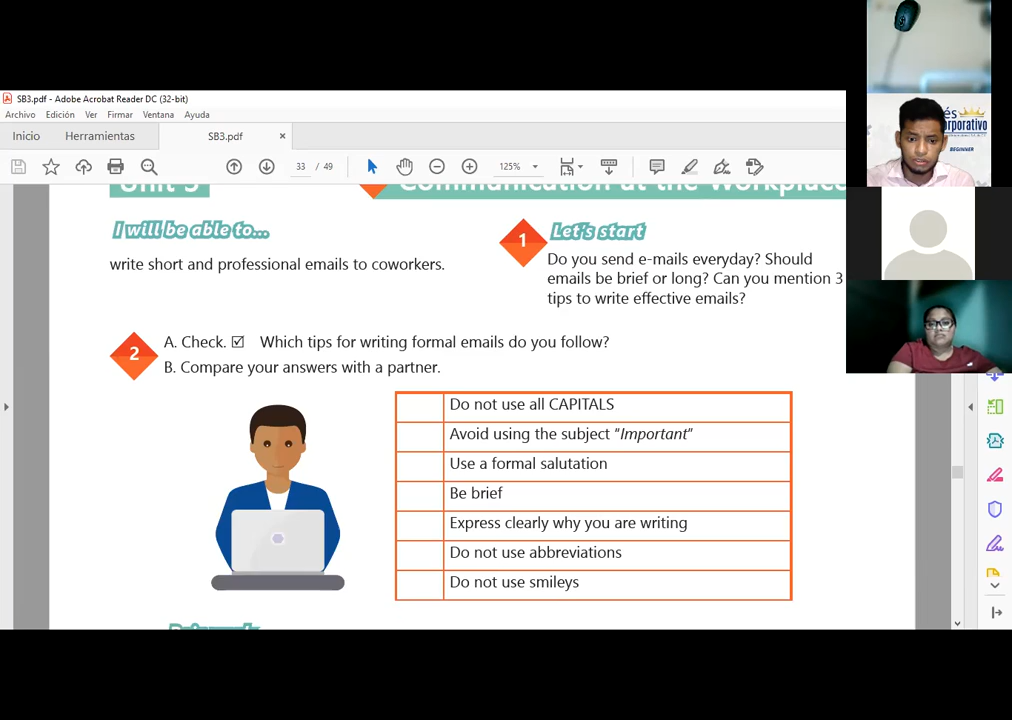 SB3.pdf - Adobe Acrobat Reader DC (32-bit)
Archivo Edición Ver Firmar Ventana Ayuda
Inicio Herramientas SB3.pdf ×
33 / 49 125%
Communication at the Workplace
I will be able to...
write short and professional emails to coworkers.
1 Let's start
Do you send e-mails everyday? Should
emails be brief or long? Can you mention 3
tips to write effective emails?
2
A. Check. ☑ Which tips for writing formal emails do you follow?
B. Compare your answers with a partner.
Do not use all CAPITALS
Avoid using the subject "Important"
Use a formal salutation
Be brief
Express clearly why you are writing
Do not use abbreviations
Do not use smileys
BEGINNER